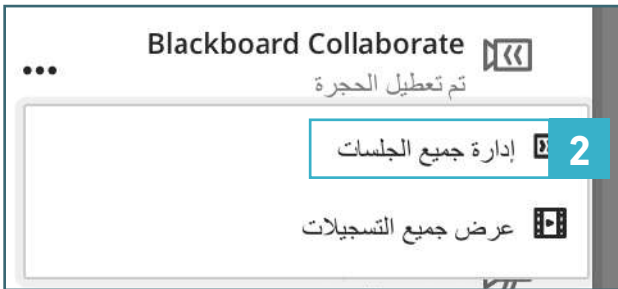 Blackboard Collaborate
تم تعطيل الحجرة
إدارة جميع الجلسات
2
عرض جميع التسجيلات